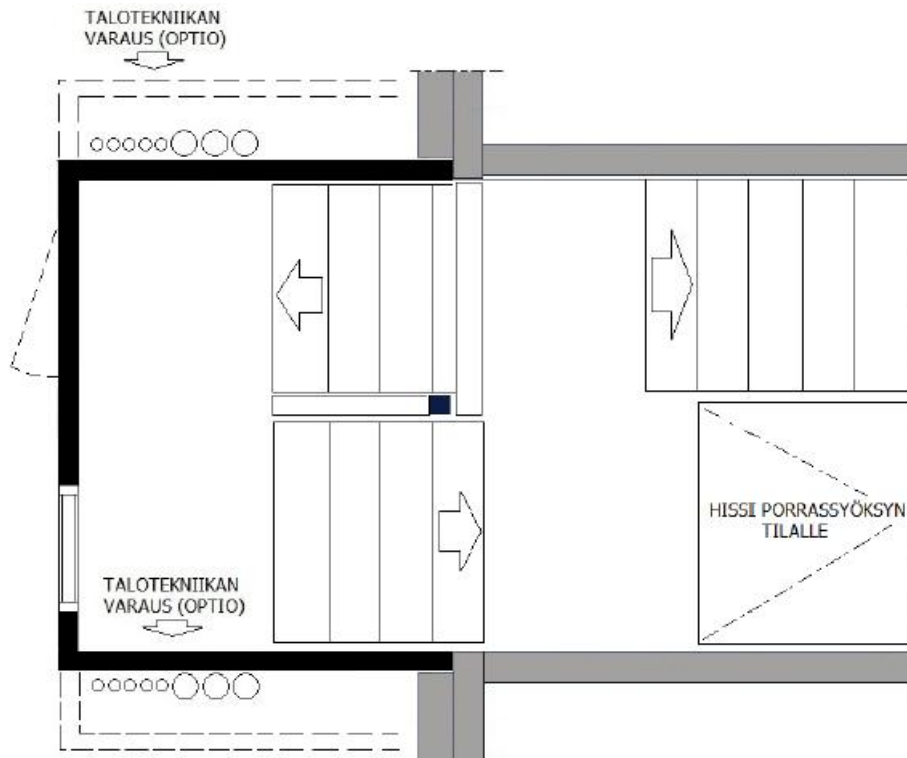 TALOTEKNIIKAN
VARAUS (OPTIO)
HISSI PORRASSYÖKSYN
TILALLE
TALOTEKNIIKAN
VARAUS (OPTIO)